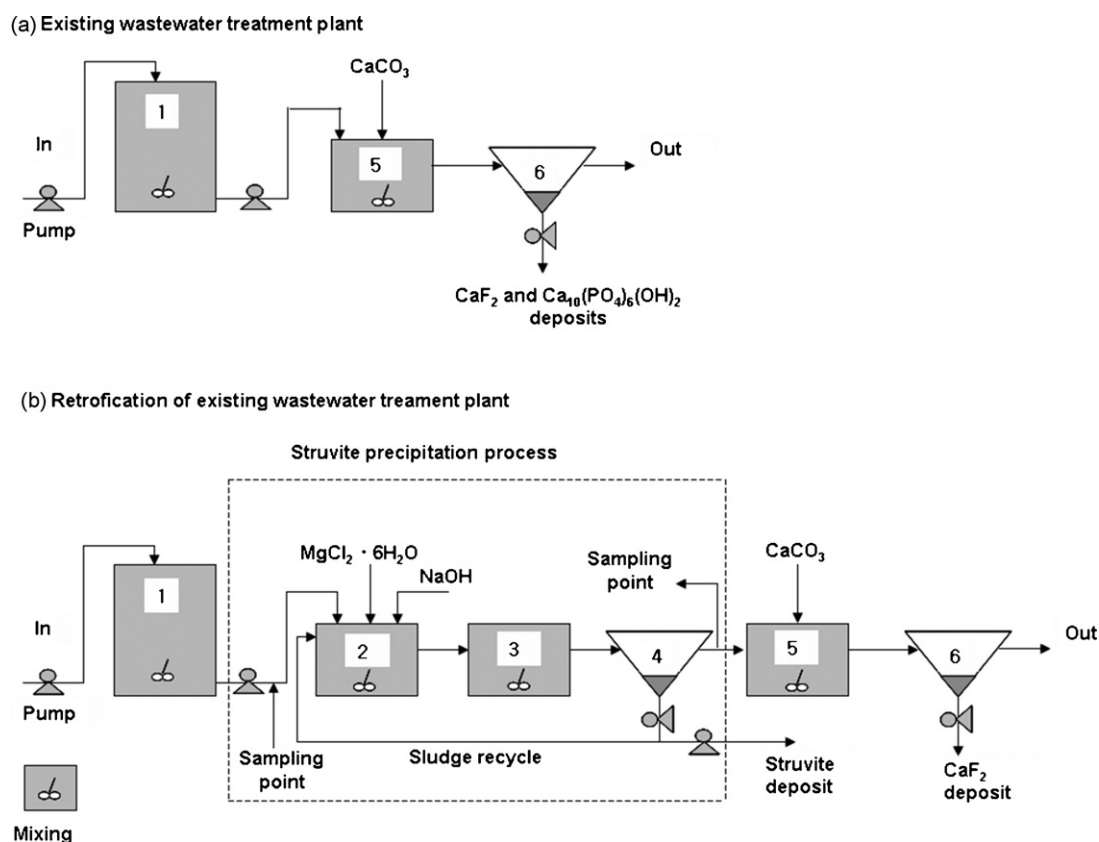 (a) Existing wastewater treatment plant
CaCO₃
In
1
5
6
Out
Pump
CaF₂ and Ca₁₀(PO₄)₆(OH)₂
deposits
(b) Retrofication of existing wastewater treament plant
Struvite precipitation process
MgCl₂ · 6H₂O
NaOH
Sampling
point
CaCO₃
In
1
2
3
4
5
6
Out
Pump
Sampling
point
Sludge recycle
Struvite
deposit
CaF₂
deposit
Mixing